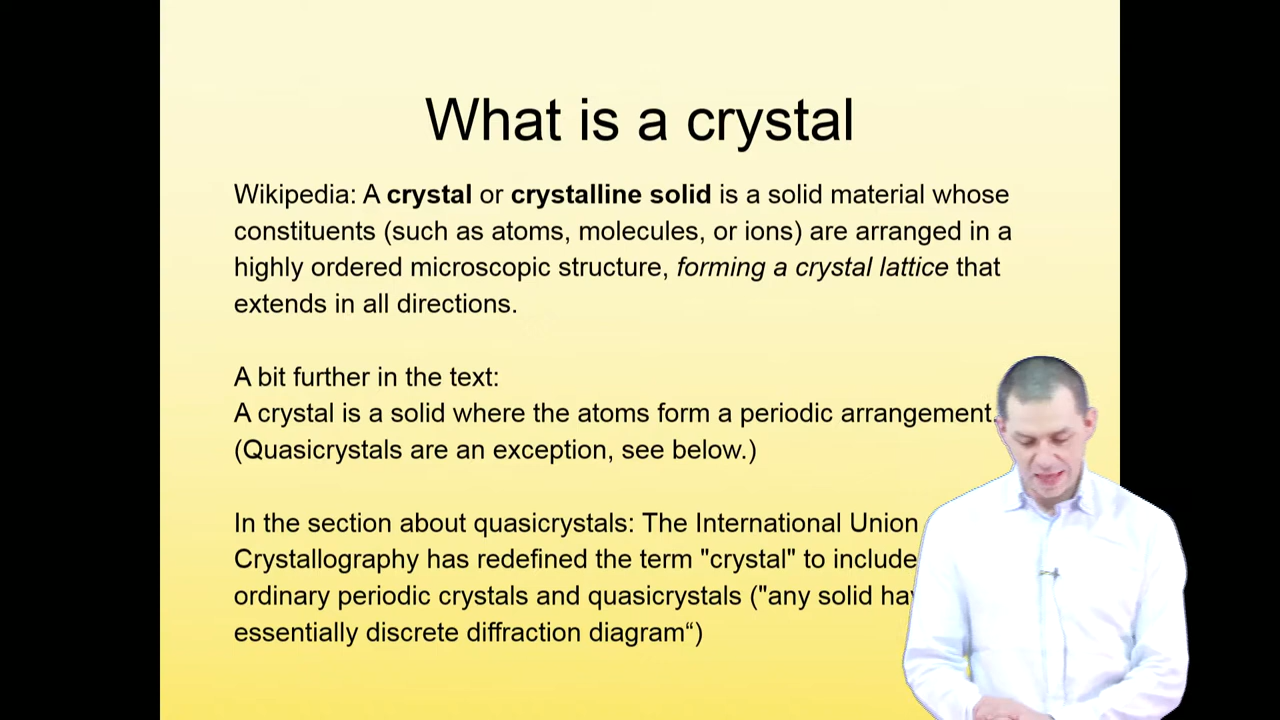 What is a crystal
Wikipedia: A crystal or crystalline solid is a solid material whose
constituents (such as atoms, molecules, or ions) are arranged in a
highly ordered microscopic structure, forming a crystal lattice that
extends in all directions.
A bit further in the text:
A crystal is a solid where the atoms form a periodic arrangement.
(Quasicrystals are an exception, see below.)
In the section about quasicrystals: The International Union
Crystallography has redefined the term "crystal" to include
ordinary periodic crystals and quasicrystals ("any solid
essentially discrete diffraction diagram“)